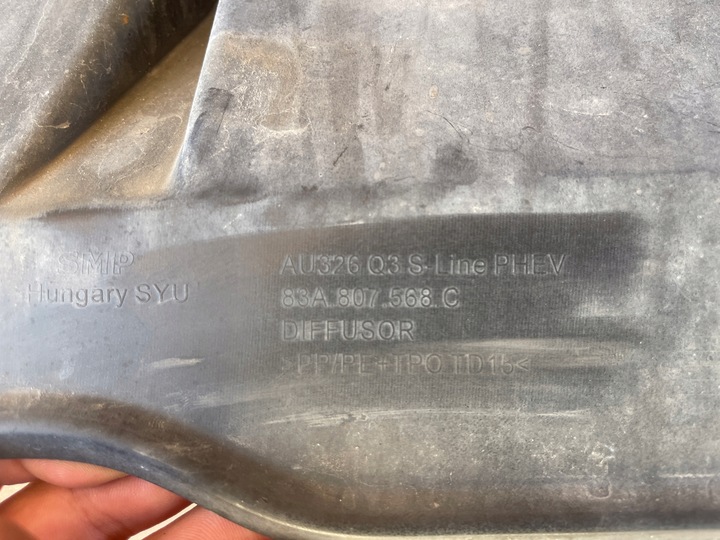 SMP
Hungary SYU
AU326 Q3 S-Line PHEV
83A.807.568.C
DIFFUSOR
>PP/PE+TPO TD15<